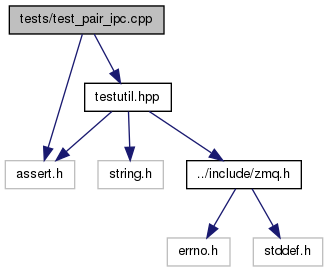 tests/test_pair_ipc.cpp
testutil.hpp
assert.h
string.h
../include/zmq.h
errno.h
stddef.h